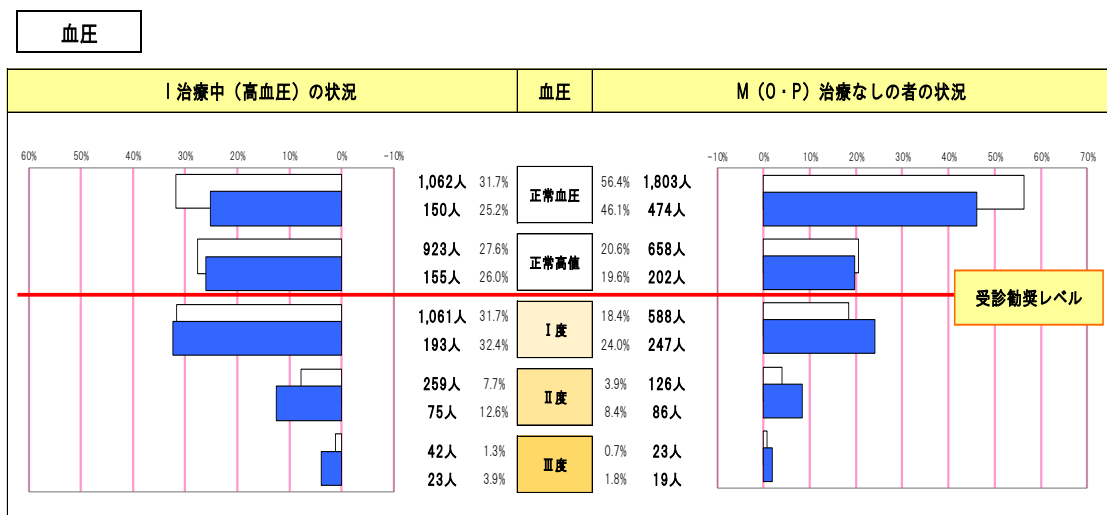 血圧
Ⅰ治療中（高血圧）の状況 血圧 M（O・P）治療なしの者の状況
60% 50% 40% 30% 20% 10% 0% -10% -10% 0% 10% 20% 30% 40% 50% 60% 70%
1,062人 31.7% 正常血圧 56.4% 1,803人
150人 25.2% 46.1% 474人
923人 27.6% 正常高値 20.6% 658人
155人 26.0% 19.6% 202人
受診勧奨レベル
1,061人 31.7% Ⅰ度 18.4% 588人
193人 32.4% 24.0% 247人
259人 7.7% Ⅱ度 3.9% 126人
75人 12.6% 8.4% 86人
42人 1.3% Ⅲ度 0.7% 23人
23人 3.9% 1.8% 19人